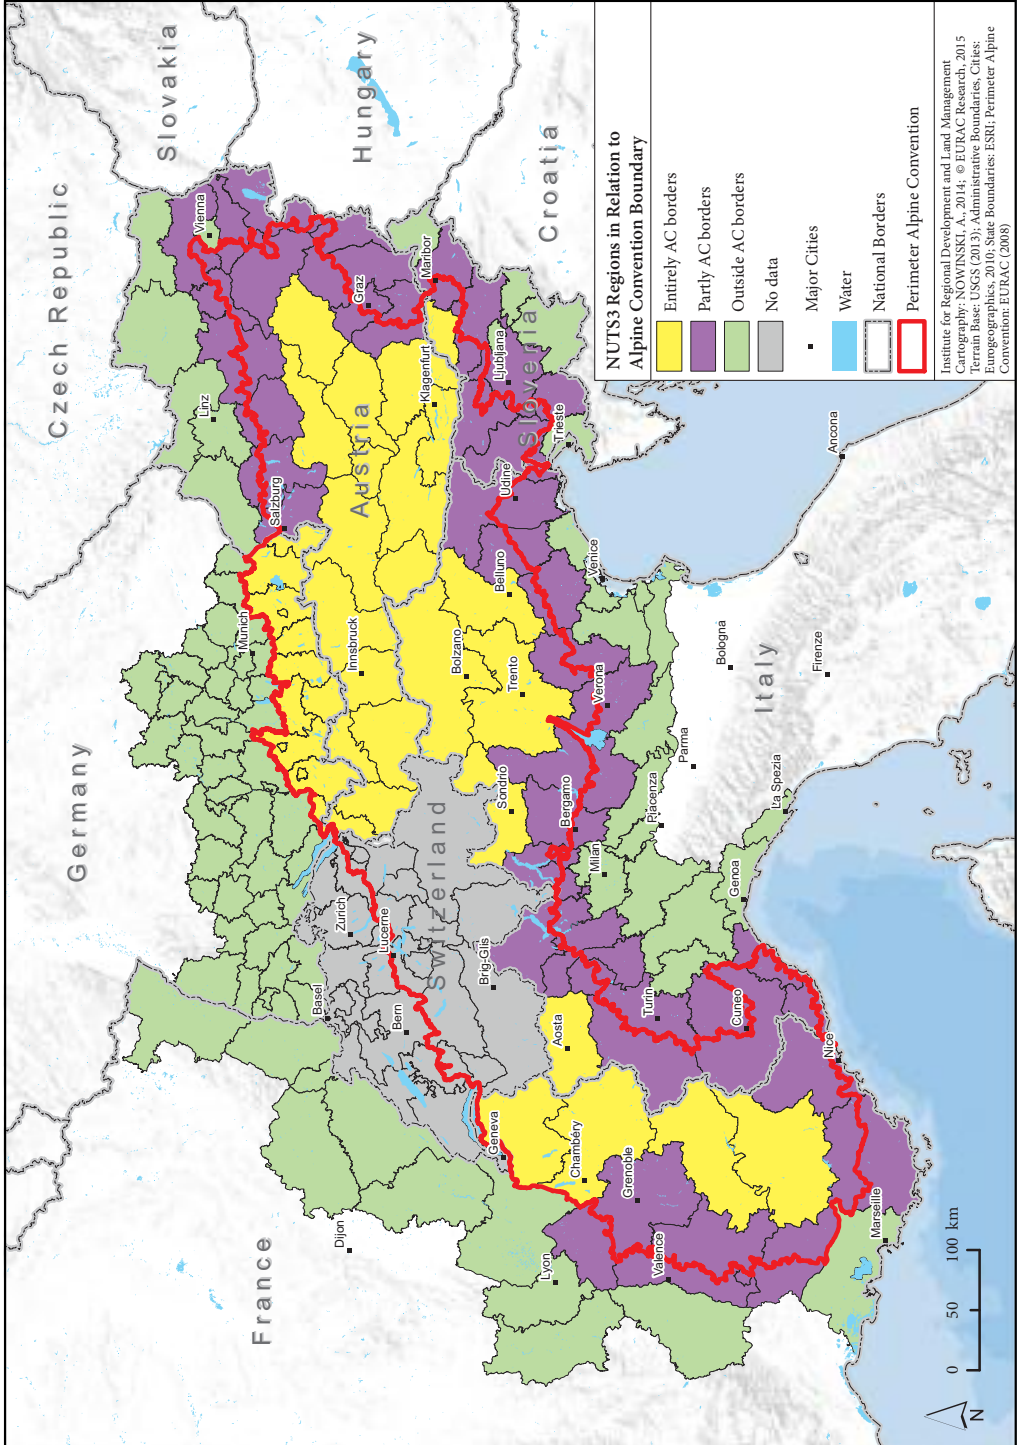 Czech Republic
Slovakia
Germany
Hungary
France
Austria
Switzerland
Slovenia
Croatia
Italy
Vienna
Linz
Salzburg
Munich
Graz
Maribor
Klagenfurt
Ljubljana
Innsbruck
Trieste
Udine
Belluno
Bolzano
Trento
Venice
Verona
Sondrio
Bergamo
Milan
Piacenza
Parma
Bologna
Firenze
Ancona
La Spezia
Genoa
Basel
Zurich
Lucerne
Bern
Brig-Glis
Dijon
Geneva
Aosta
Turin
Cuneo
Chambéry
Grenoble
Lyon
Valence
Nice
Marseille
NUTS3 Regions in Relation to
Alpine Convention Boundary
Entirely AC borders
Partly AC borders
Outside AC borders
No data
Major Cities
Water
National Borders
Perimeter Alpine Convention
Institute for Regional Development and Land Management
Cartography: NOWINSKI, A., 2014; © EURAC Research, 2015
Terrain Base: USGS (2013); Administrative Boundaries, Cities:
Eurogeographics, 2010; State Boundaries: ESRI; Perimeter Alpine
Convention: EURAC (2008)
0 50 100 km
N